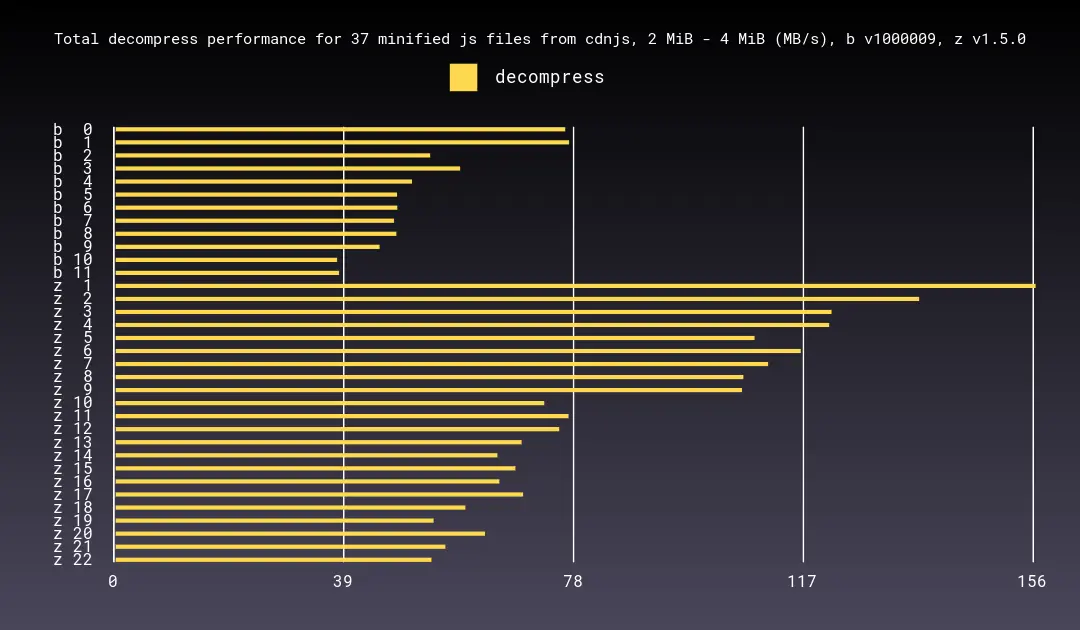 Total decompress performance for 37 minified js files from cdnjs, 2 MiB - 4 MiB (MB/s), b v1000009, z v1.5.0
decompress
b 0
b 1
b 2
b 3
b 4
b 5
b 6
b 7
b 8
b 9
b 10
b 11
z 1
z 2
z 3
z 4
z 5
z 6
z 7
z 8
z 9
z 10
z 11
z 12
z 13
z 14
z 15
z 16
z 17
z 18
z 19
z 20
z 21
z 22
0 39 78 117 156